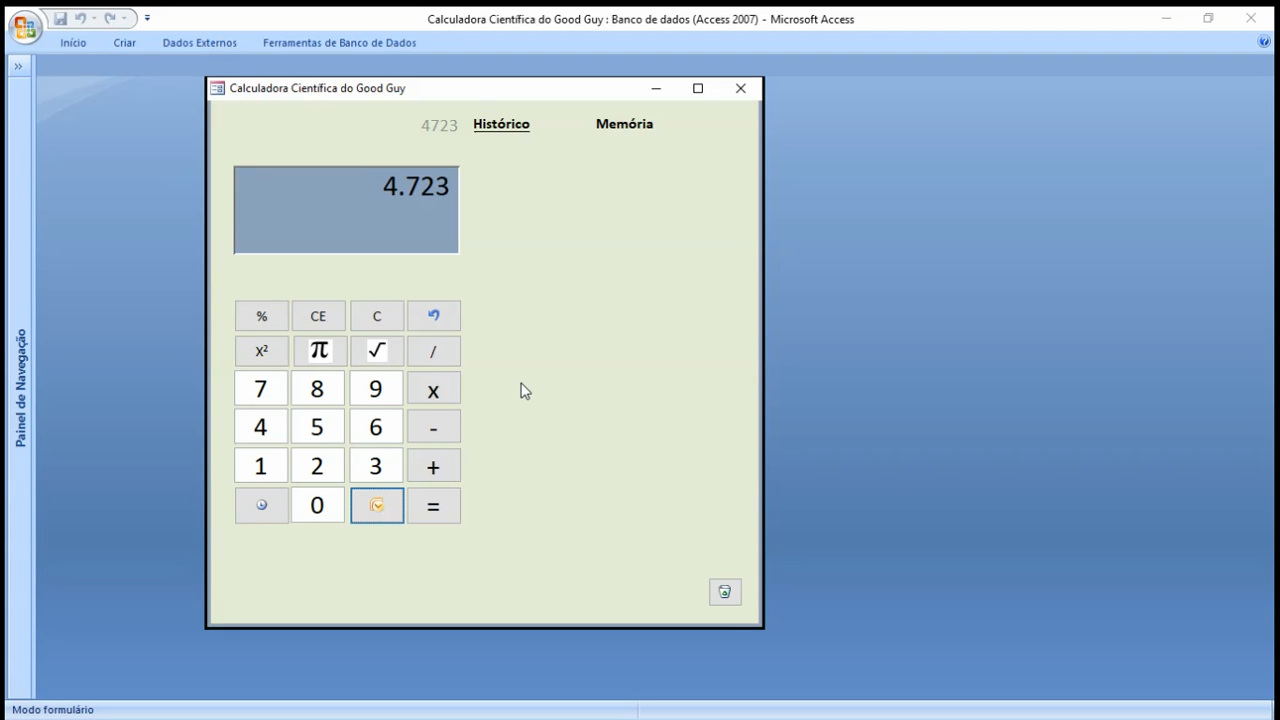 Calculadora Científica do Good Guy : Banco de dados (Access 2007) - Microsoft Access
Início Criar Dados Externos Ferramentas de Banco de Dados
»
Calculadora Científica do Good Guy
4723 Histórico Memória
4.723
% CE C
X² π √ /
7 8 9 x
4 5 6 -
1 2 3 +
0 =
Painel de Navegação
Modo formulário